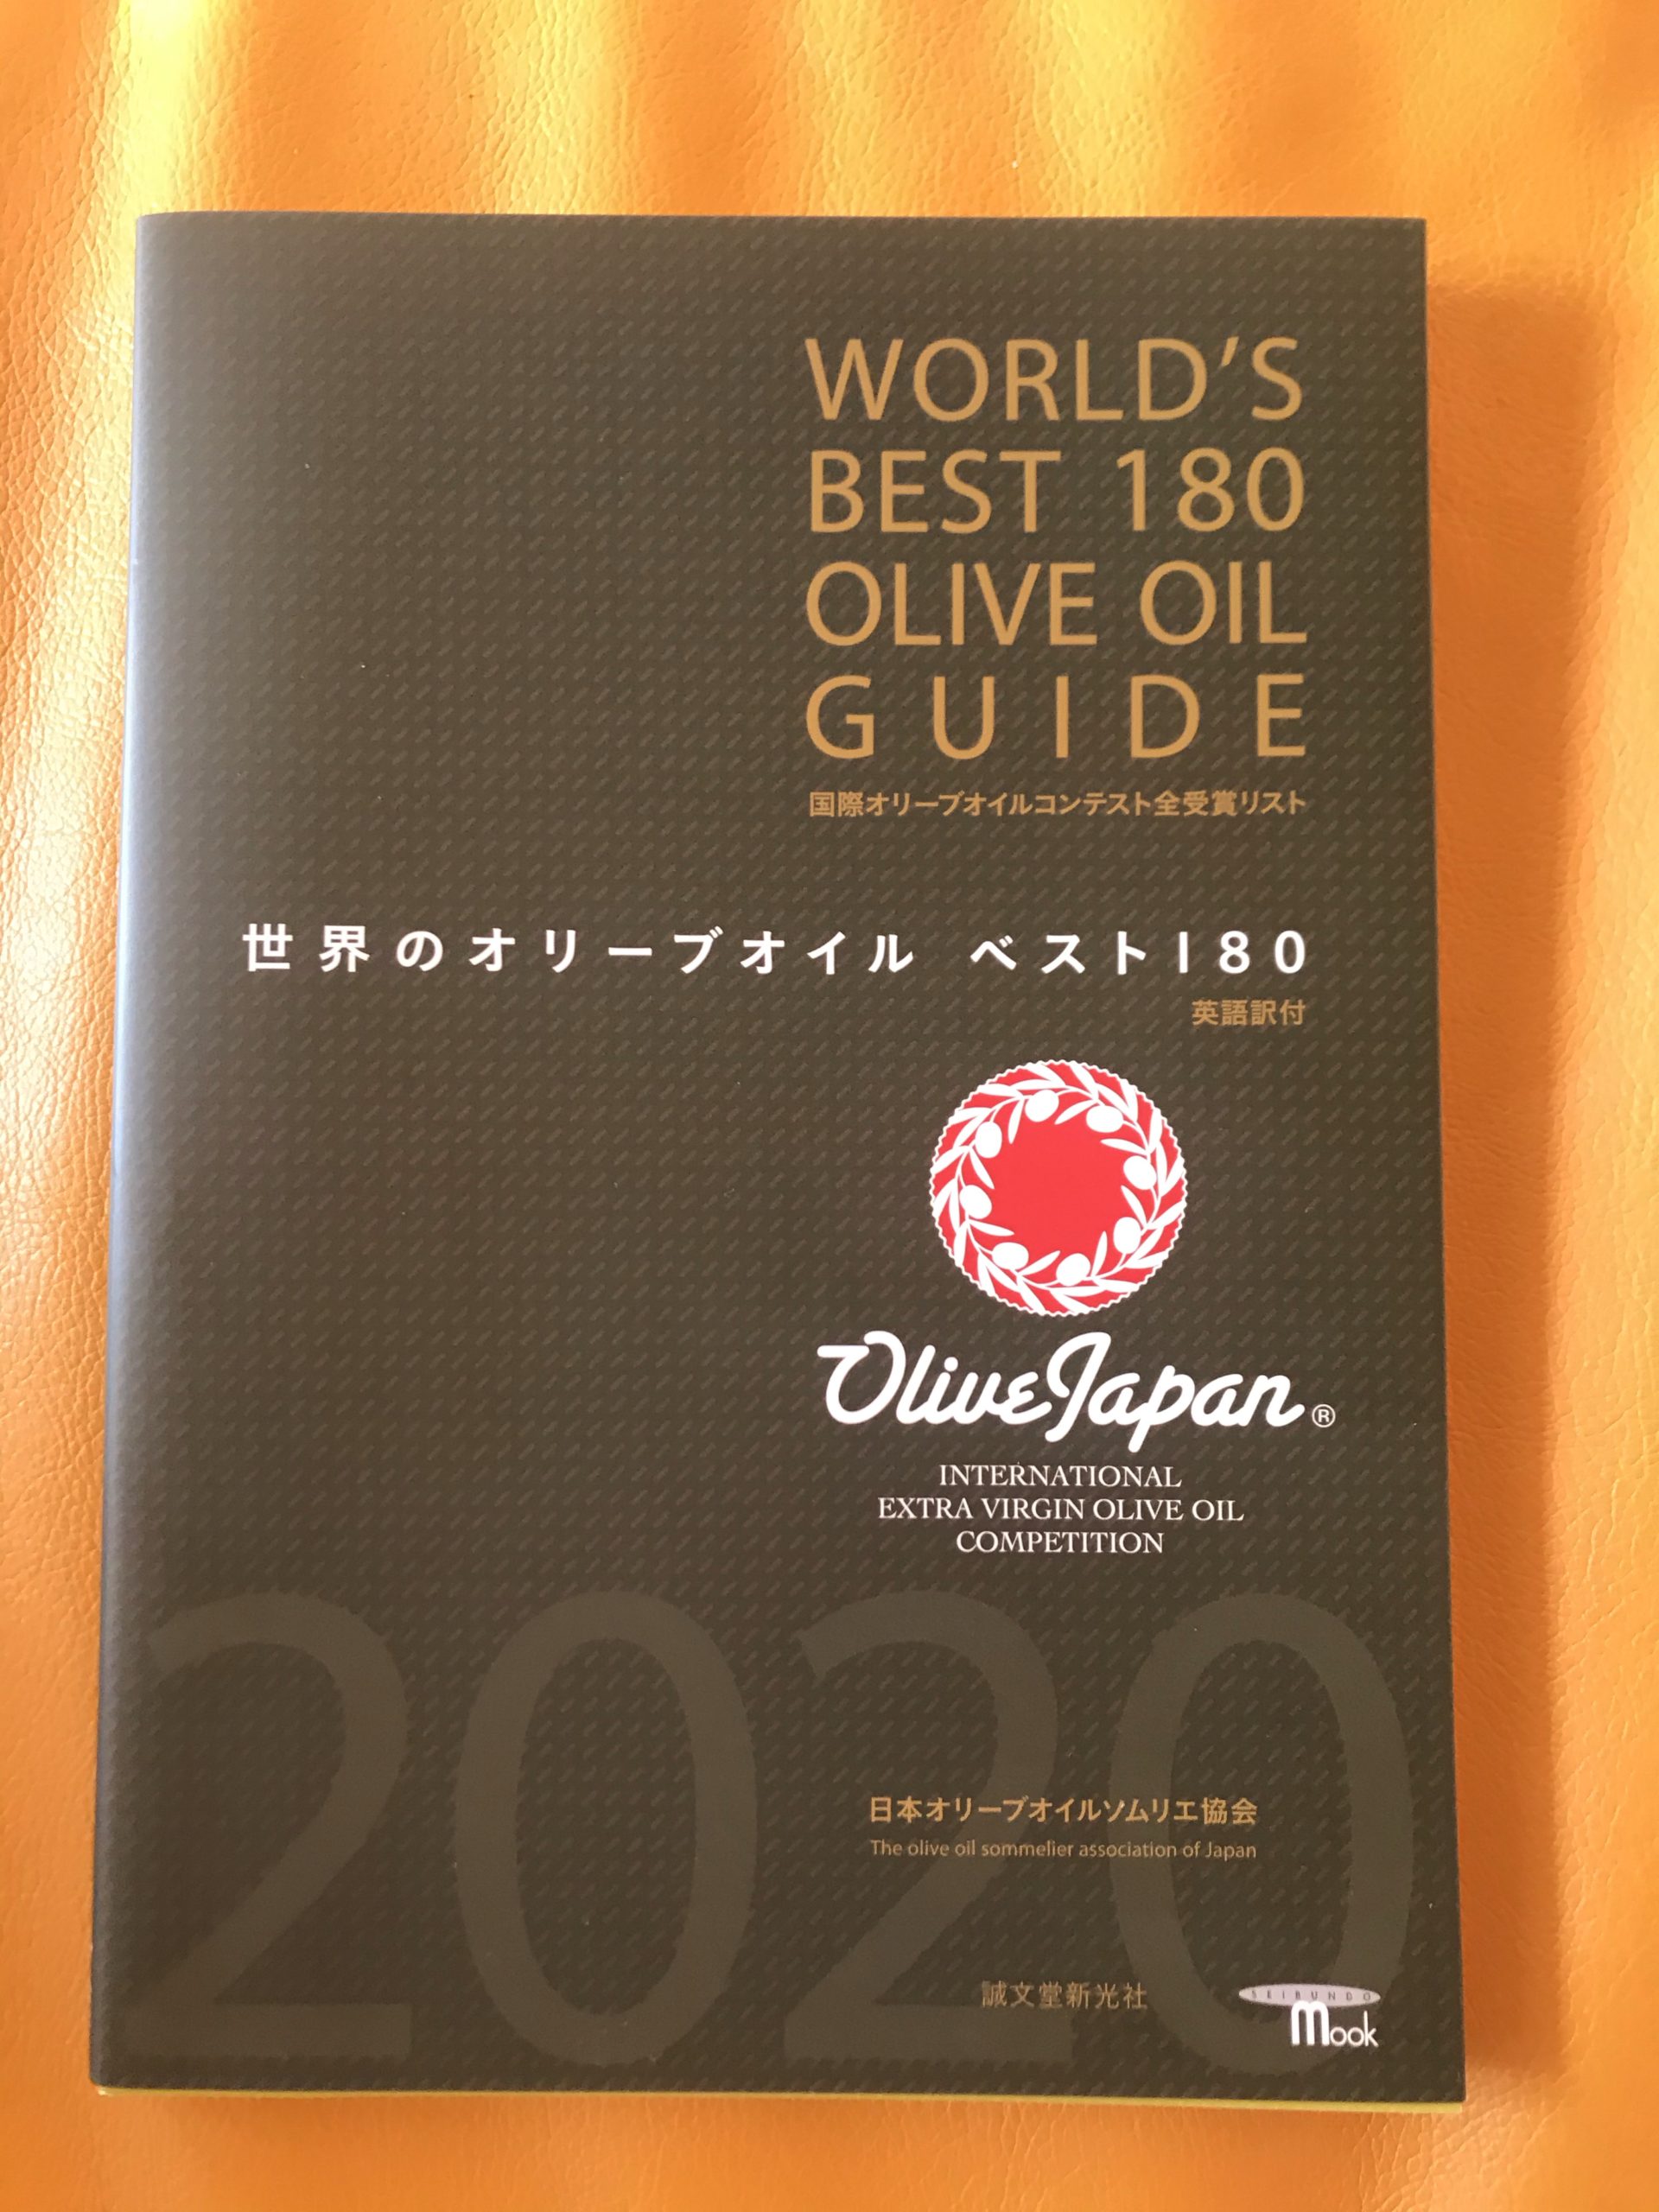 WORLD'S
BEST 180
OLIVE OIL
GUIDE
国際オリーブオイルコンテスト全受賞リスト
世界のオリーブオイル ベスト180
英語訳付
OliveJapan®
INTERNATIONAL
EXTRA VIRGIN OLIVE OIL
COMPETITION
2020
日本オリーブオイルソムリエ協会
The olive oil sommelier association of Japan
誠文堂新光社
SEIBUNDO
mook